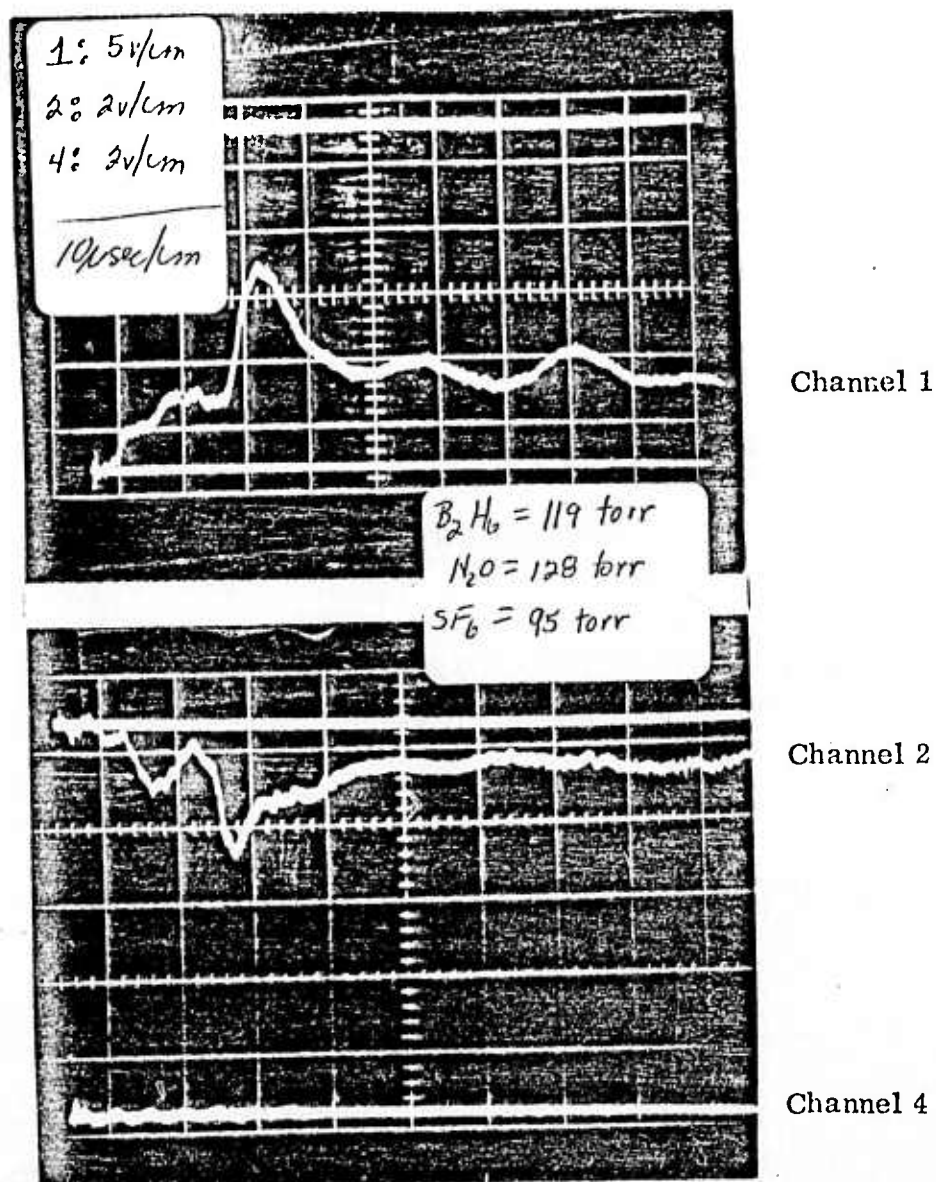 1: 5v/cm
2: 2v/cm
4: 2v/cm
10μsec/cm
Channel 1
B₂H₆ = 119 torr
N₂O = 128 torr
SF₆ = 95 torr
Channel 2
Channel 4